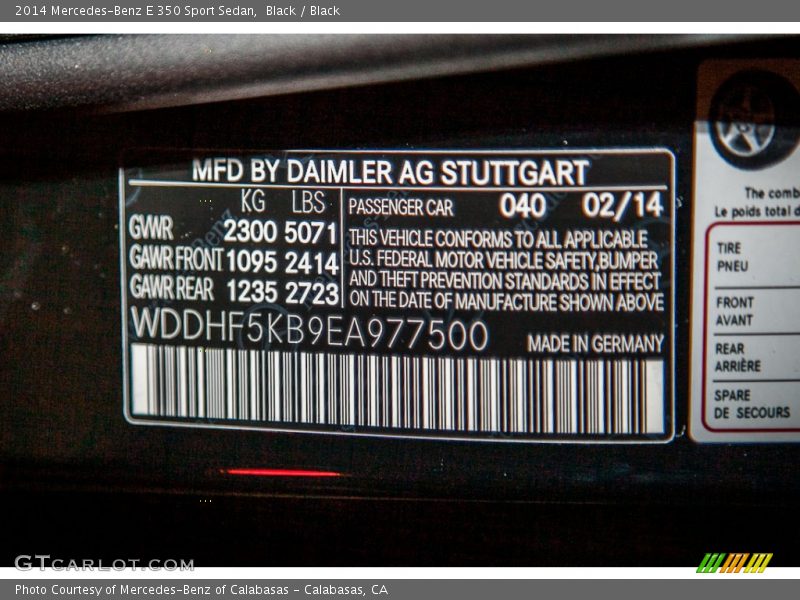 2014 Mercedes-Benz E 350 Sport Sedan, Black / Black
MFD BY DAIMLER AG STUTTGART
KG LBS
GVWR 2300 5071
GAWR FRONT 1095 2414
GAWR REAR 1235 2723
PASSENGER CAR 040 02/14
THIS VEHICLE CONFORMS TO ALL APPLICABLE
U.S. FEDERAL MOTOR VEHICLE SAFETY,BUMPER
AND THEFT PREVENTION STANDARDS IN EFFECT
ON THE DATE OF MANUFACTURE SHOWN ABOVE
WDDHF5KB9EA977500
MADE IN GERMANY
The comb
Le poids total d
TIRE
PNEU
FRONT
AVANT
REAR
ARRIÈRE
SPARE
DE SECOURS
GTCARLOT.COM
Photo Courtesy of Mercedes-Benz of Calabasas - Calabasas, CA